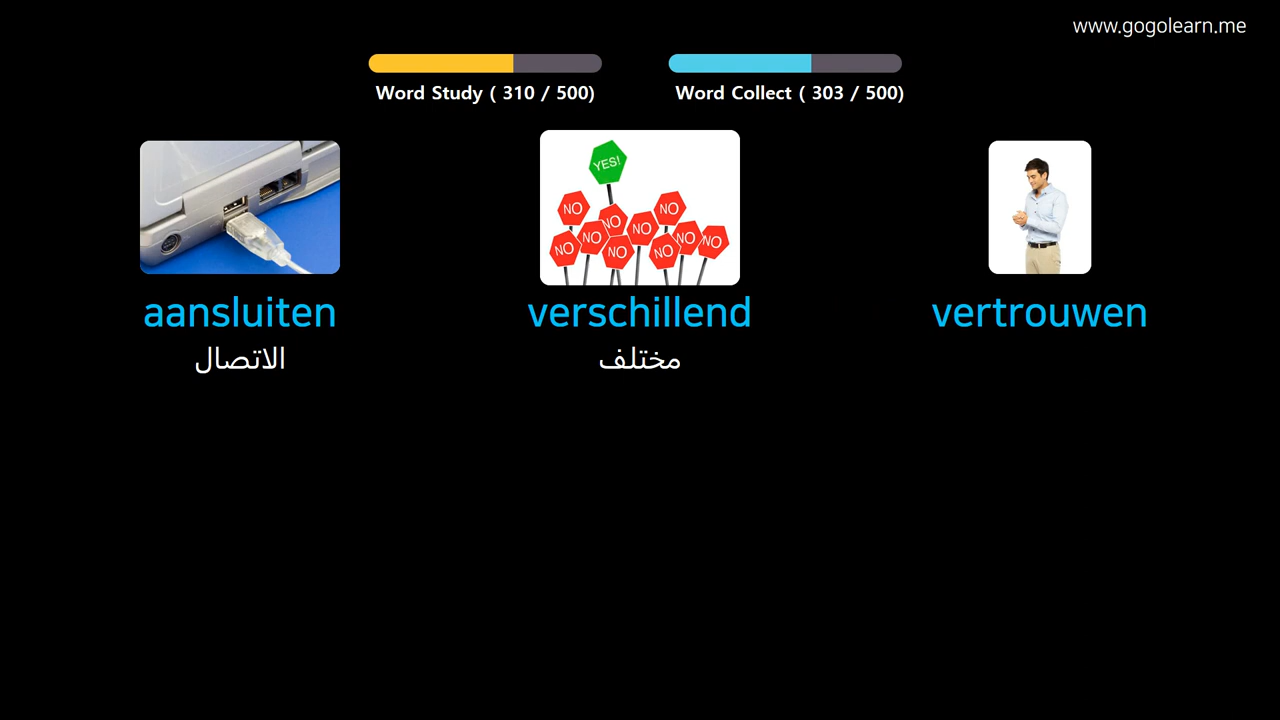 www.gogolearn.me
Word Study ( 310 / 500)
Word Collect ( 303 / 500)
YES!
NO
NO
NO
NO
NO
NO
NO
NO
NO
NO
aansluiten
verschillend
vertrouwen
الاتصال
مختلف